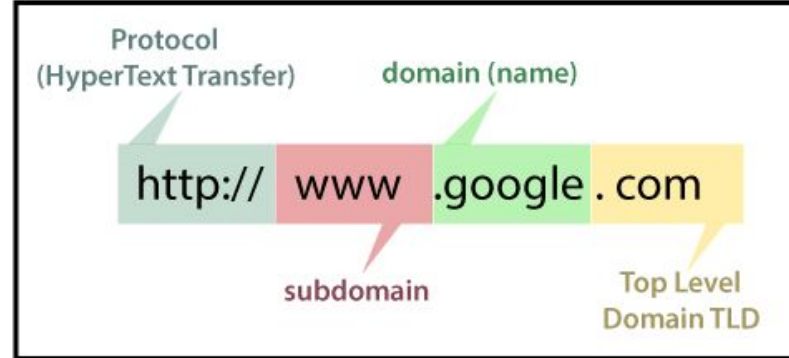 Protocol
(HyperText Transfer)
domain (name)
http:// www .google . com
subdomain
Top Level
Domain TLD